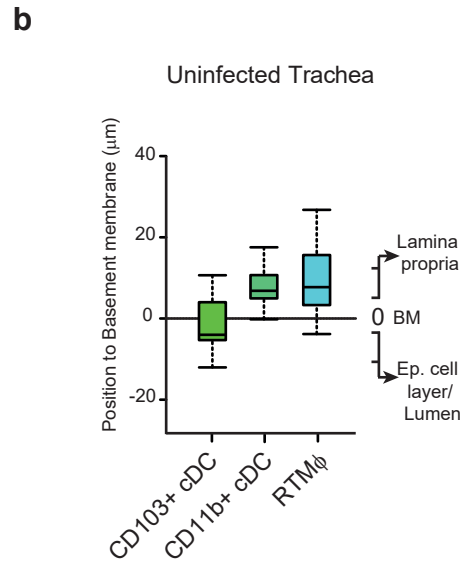 b
Uninfected Trachea
Position to Basement membrane (μm)
40
20
0
-20
Lamina
propria
0 BM
Ep. cell
layer/
Lumen
CD103+ cDC
CD11b+ cDC
RTMϕ